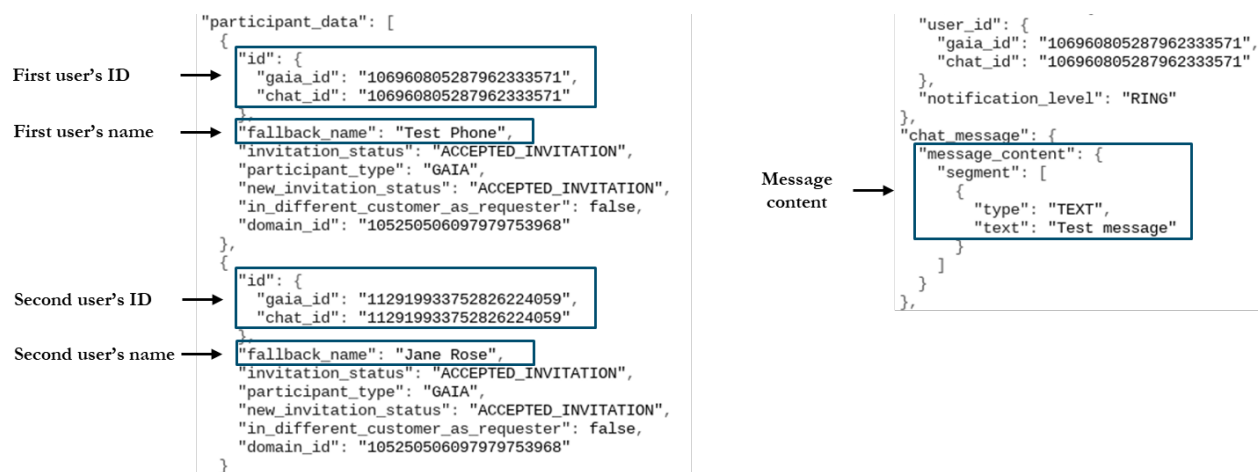 "participant_data": [
{
"id": {
First user's ID
"gaia_id": "106960805287962333571",
"chat_id": "106960805287962333571"
},
First user's name
"fallback_name": "Test Phone",
"invitation_status": "ACCEPTED_INVITATION",
"participant_type": "GAIA",
"new_invitation_status": "ACCEPTED_INVITATION",
"in_different_customer_as_requester": false,
"domain_id": "105250506097979753968"
},
{
"id": {
Second user's ID
"gaia_id": "112919933752826224059",
"chat_id": "112919933752826224059"
},
Second user's name
"fallback_name": "Jane Rose",
"invitation_status": "ACCEPTED_INVITATION",
"participant_type": "GAIA",
"new_invitation_status": "ACCEPTED_INVITATION",
"in_different_customer_as_requester": false,
"domain_id": "105250506097979753968"
}
"user_id": {
"gaia_id": "106960805287962333571",
"chat_id": "106960805287962333571"
},
"notification_level": "RING"
},
"chat_message": {
"message_content": {
"segment": [
Message
content
{
"type": "TEXT",
"text": "Test message"
}
]
}
},